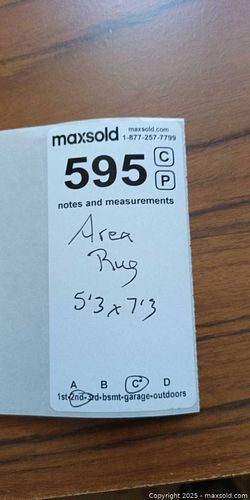 maxsold maxsold.com
1-877-257-7799
595 C
P
notes and measurements
Area
Rug
5'3 x 7'3
A B C* D
1st-2nd-3rd-bsmt-garage-outdoors
Copyright 2025 - maxsold.com